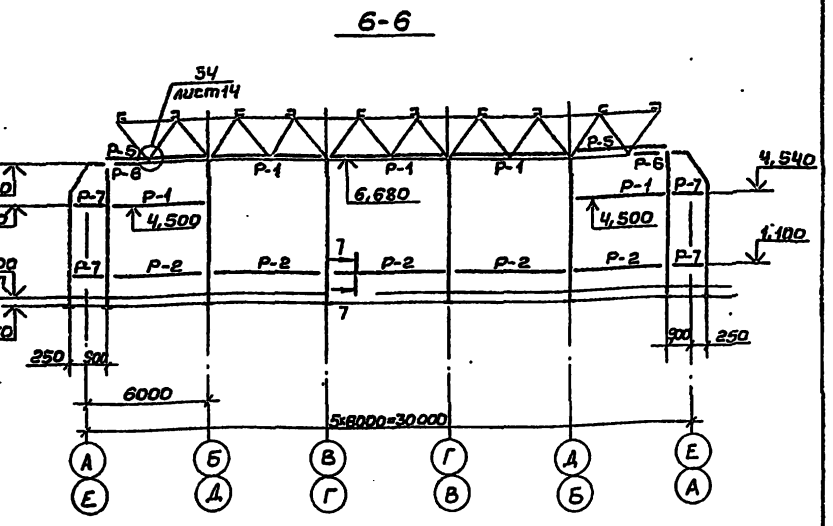 6-6
34
лист 14
Р-5 Р-5
Р-6 Р-1 Р-1 Р-1 Р-6
6,680
4,540
Р-7 Р-1 Р-1 Р-7
4,500 4,500
1,100
Р-7 Р-2 Р-2 7 Р-2 Р-2 Р-2 Р-7
7
250 500 900 250
6000
5×6000=30000
А Б В Г Д Е
Е Д Г В Б А